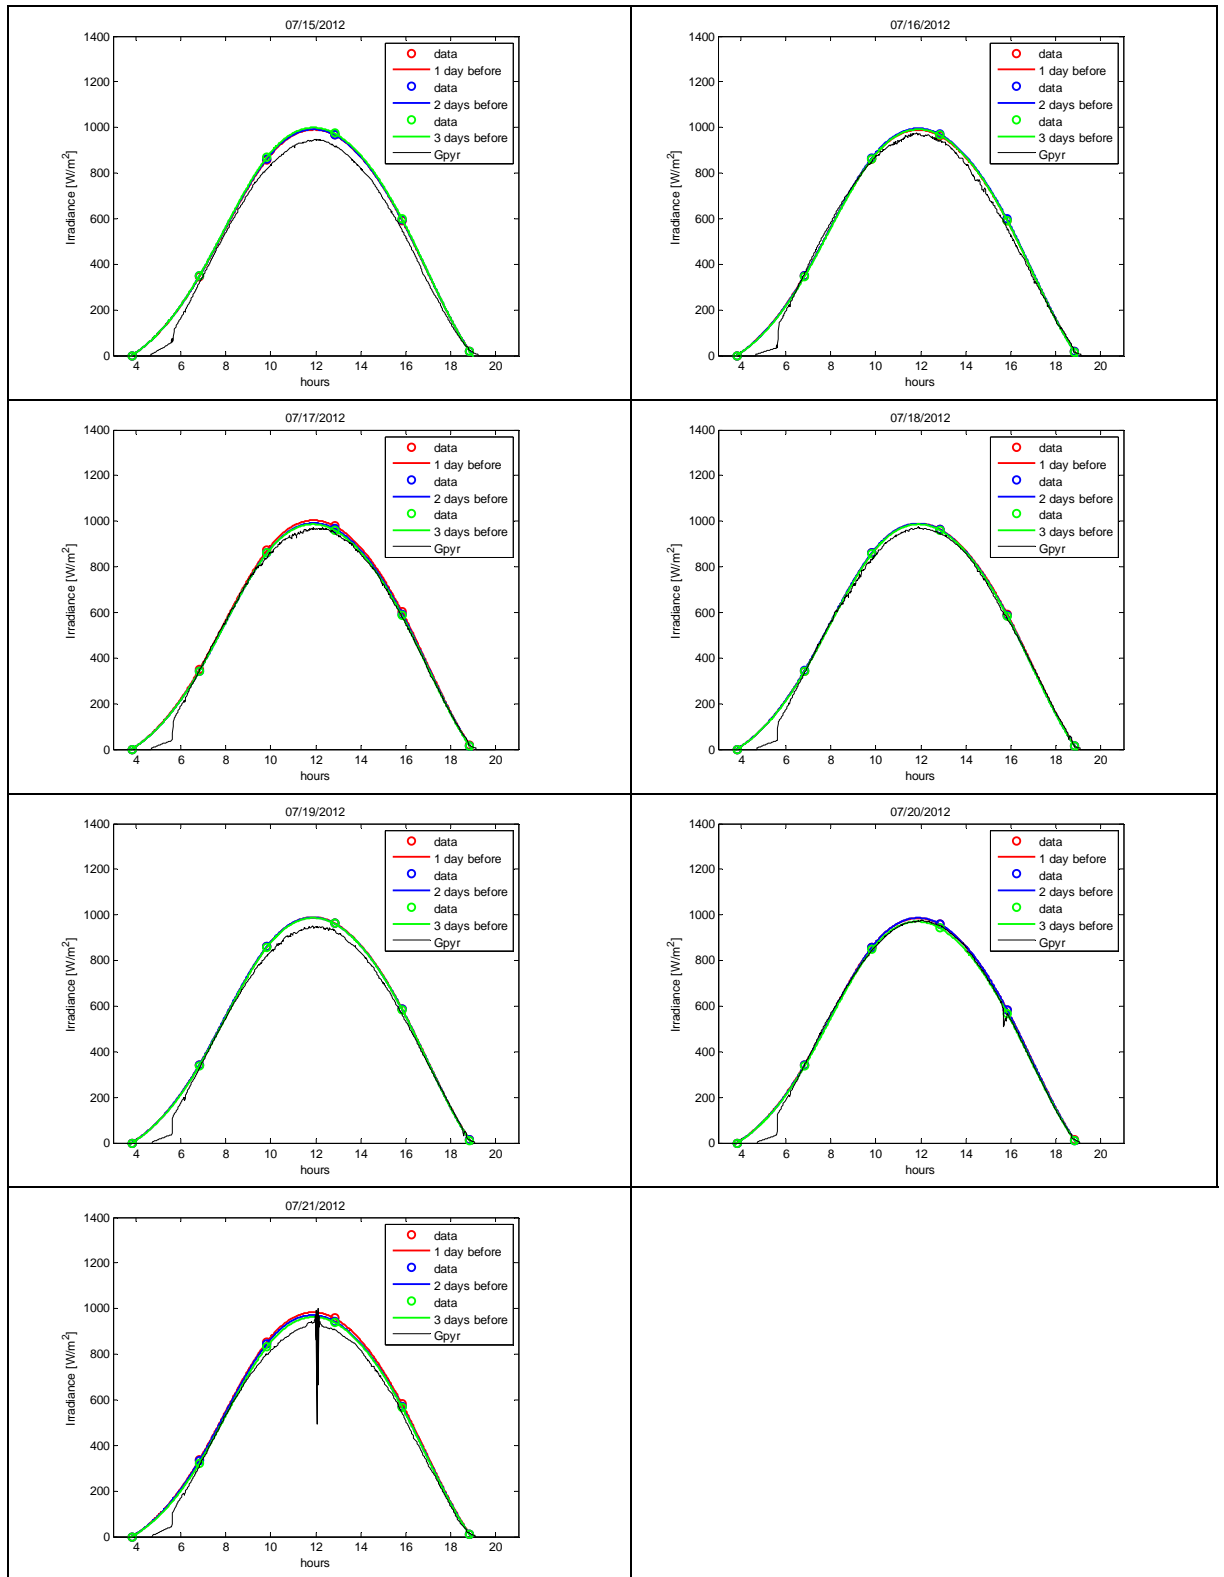 07/15/2012
1400
1200
1000
800
600
400
200
0
Irradiance [W/m²]
4 6 8 10 12 14 16 18 20
hours
data
1 day before
data
2 days before
data
3 days before
Gpyr
07/16/2012
1400
1200
1000
800
600
400
200
0
Irradiance [W/m²]
4 6 8 10 12 14 16 18 20
hours
data
1 day before
data
2 days before
data
3 days before
Gpyr
07/17/2012
1400
1200
1000
800
600
400
200
0
Irradiance [W/m²]
4 6 8 10 12 14 16 18 20
hours
data
1 day before
data
2 days before
data
3 days before
Gpyr
07/18/2012
1400
1200
1000
800
600
400
200
0
Irradiance [W/m²]
4 6 8 10 12 14 16 18 20
hours
data
1 day before
data
2 days before
data
3 days before
Gpyr
07/19/2012
1400
1200
1000
800
600
400
200
0
Irradiance [W/m²]
4 6 8 10 12 14 16 18 20
hours
data
1 day before
data
2 days before
data
3 days before
Gpyr
07/20/2012
1400
1200
1000
800
600
400
200
0
Irradiance [W/m²]
4 6 8 10 12 14 16 18 20
hours
data
1 day before
data
2 days before
data
3 days before
Gpyr
07/21/2012
1400
1200
1000
800
600
400
200
0
Irradiance [W/m²]
4 6 8 10 12 14 16 18 20
hours
data
1 day before
data
2 days before
data
3 days before
Gpyr